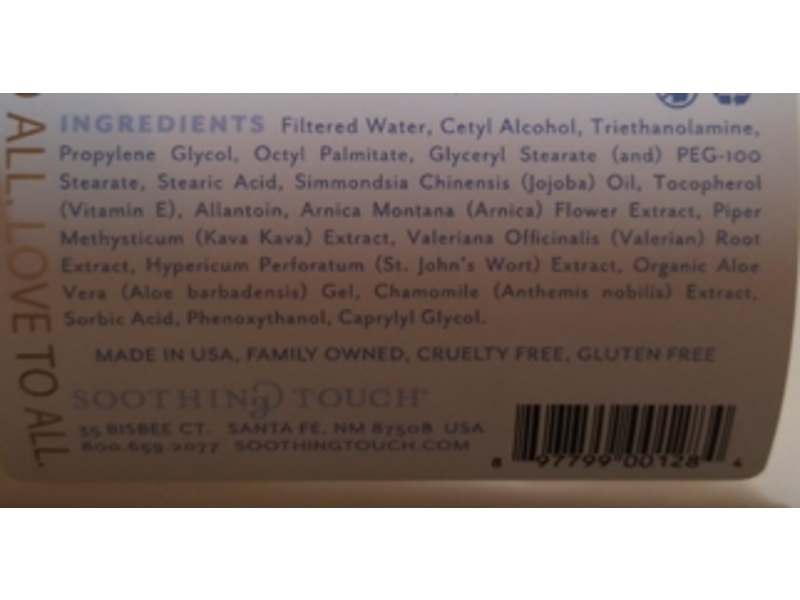 INGREDIENTS Filtered Water, Cetyl Alcohol, Triethanolamine,
Propylene Glycol, Octyl Palmitate, Glyceryl Stearate (and) PEG-100
Stearate, Stearic Acid, Simmondsia Chinensis (Jojoba) Oil, Tocopherol
(Vitamin E), Allantoin, Arnica Montana (Arnica) Flower Extract, Piper
Methysticum (Kava Kava) Extract, Valeriana Officinalis (Valerian) Root
Extract, Hypericum Perforatum (St. John's Wort) Extract, Organic Aloe
Vera (Aloe barbadensis) Gel, Chamomile (Anthemis nobilis) Extract,
Sorbic Acid, Phenoxythanol, Caprylyl Glycol.
MADE IN USA, FAMILY OWNED, CRUELTY FREE, GLUTEN FREE
SOOTHING TOUCH
35 BISBEE CT. SANTA FE, NM 87508 USA
800.659.2077 SOOTHINGTOUCH.COM
8 97799 00128 4
ALL, LOVE TO ALL.